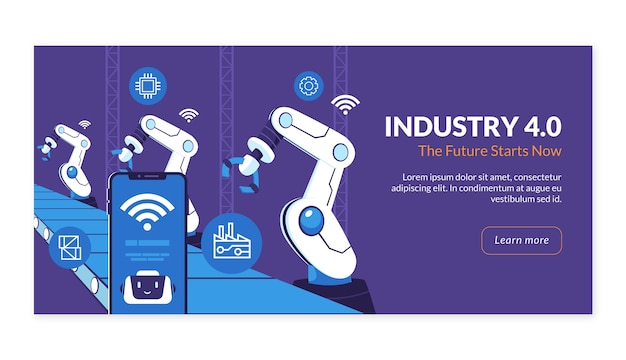 INDUSTRY 4.0
The Future Starts Now
Lorem ipsum dolor sit amet, consectetur
adipiscing elit. In condimentum at augue eu
vestibulum sed id.
Learn more